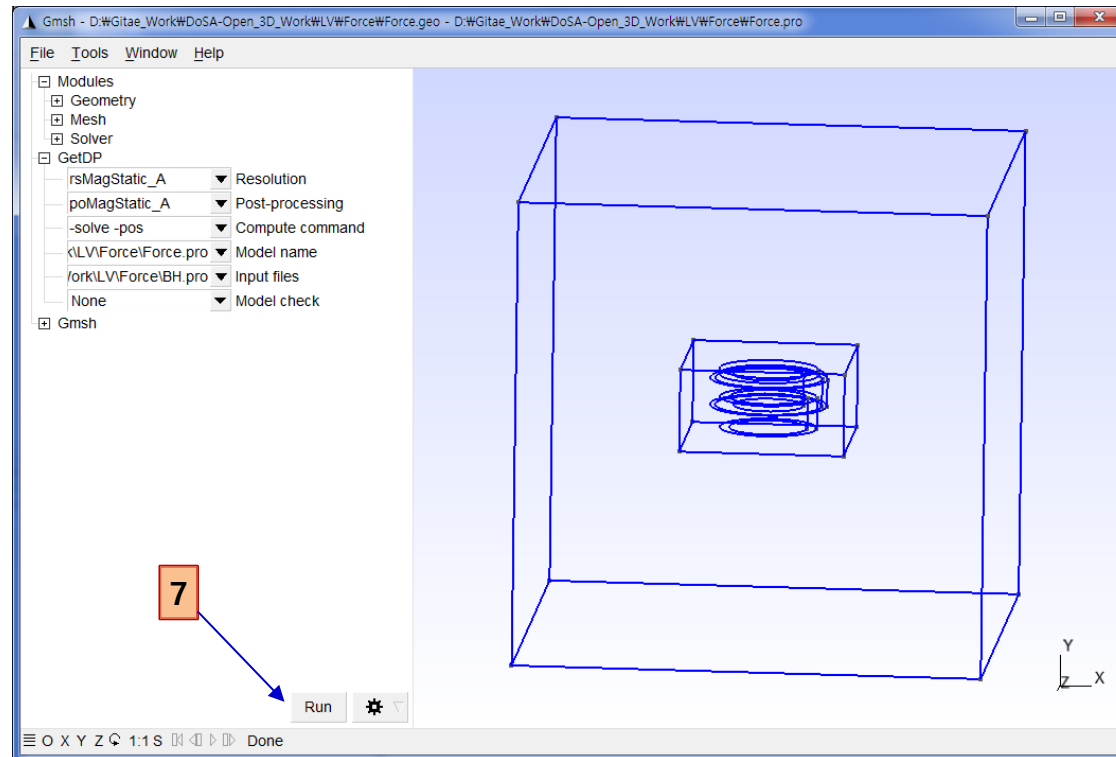 Gmsh - D:₩Gitae_Work₩DoSA-Open_3D_Work₩LV₩Force₩Force.geo - D:₩Gitae_Work₩DoSA-Open_3D_Work₩LV₩Force₩Force.pro
File Tools Window Help
Modules
Geometry
Mesh
Solver
GetDP
rsMagStatic_A Resolution
poMagStatic_A Post-processing
-solve -pos Compute command
\LV\Force\Force.pro Model name
/ork\LV\Force\BH.pro Input files
None Model check
Gmsh
7
Run
Y
Z X
O X Y Z 1:1 S Done